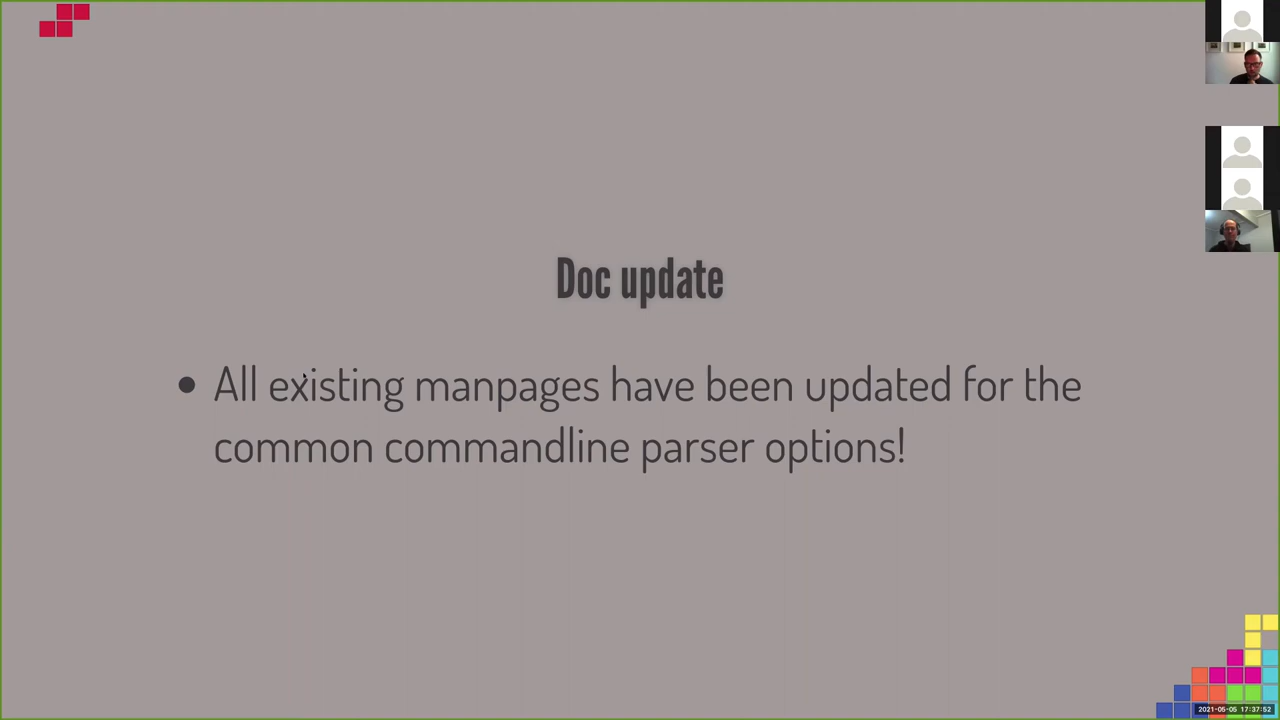 Doc update
• All existing manpages have been updated for the
common commandline parser options!
2021-05-05 17:37:52